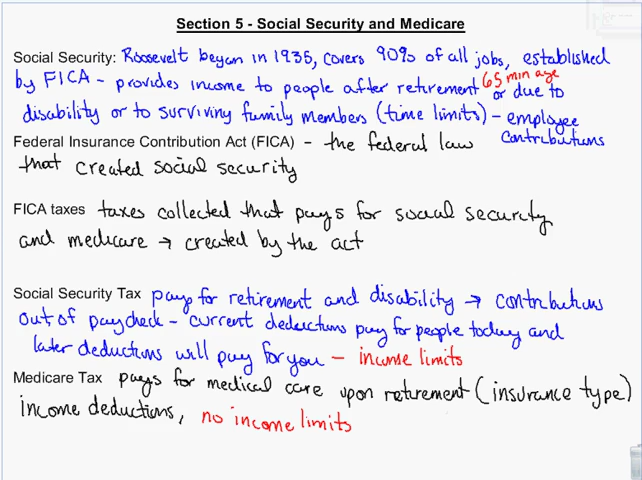 Section 5 - Social Security and Medicare
Social Security: Roosevelt began in 1935, covers 90% of all jobs, established
by FICA - provides income to people after retirement 65 min age or due to
disability or to surviving family members (time limits) - employee contributions
Federal Insurance Contribution Act (FICA) - the federal law
that created social security
FICA taxes taxes collected that pays for social security
and medicare → created by the act
Social Security Tax pays for retirement and disability → contributions
out of paycheck - current deductions pay for people today and
later deductions will pay for you - income limits
Medicare Tax pays for medical care upon retirement (insurance type)
income deductions, no income limits